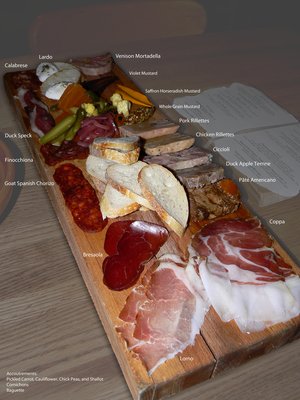 Lardo
Venison Mortadella
Calabrese
Violet Mustard
Saffron Horseradish Mustard
Whole Grain Mustard
Pork Rillettes
Duck Speck
Chicken Rillettes
Ciccioli
Finocchiona
Duck Apple Terrine
Goat Spanish Chorizo
Pâte Americano
Coppa
Bresaola
Lomo
Accoutrements
Pickled Carrot, Cauliflower, Chick Peas, and Shallot
Cornichons
Baguette